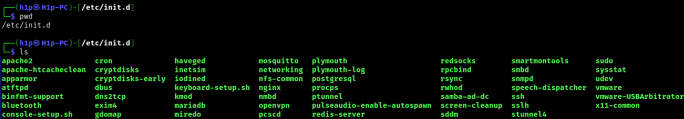 ┌──(h1p㉿H1p-PC)-[/etc/init.d]
└─$ pwd
/etc/init.d
┌──(h1p㉿H1p-PC)-[/etc/init.d]
└─$ ls
apache2 cron haveged mosquitto plymouth redsocks smartmontools sudo
apache-htcacheclean cryptdisks inetsim networking plymouth-log rpcbind smbd sysstat
apparmor cryptdisks-early iodined nfs-common postgresql rsync snmpd udev
atftpd dbus keyboard-setup.sh nginx procps rwhod speech-dispatcher vmware
binfmt-support dns2tcp kmod nmbd ptunnel samba-ad-dc ssh vmware-USBArbitrator
bluetooth exim4 mariadb openvpn pulseaudio-enable-autospawn screen-cleanup sslh x11-common
console-setup.sh gdomap miredo pcscd redis-server sddm stunnel4